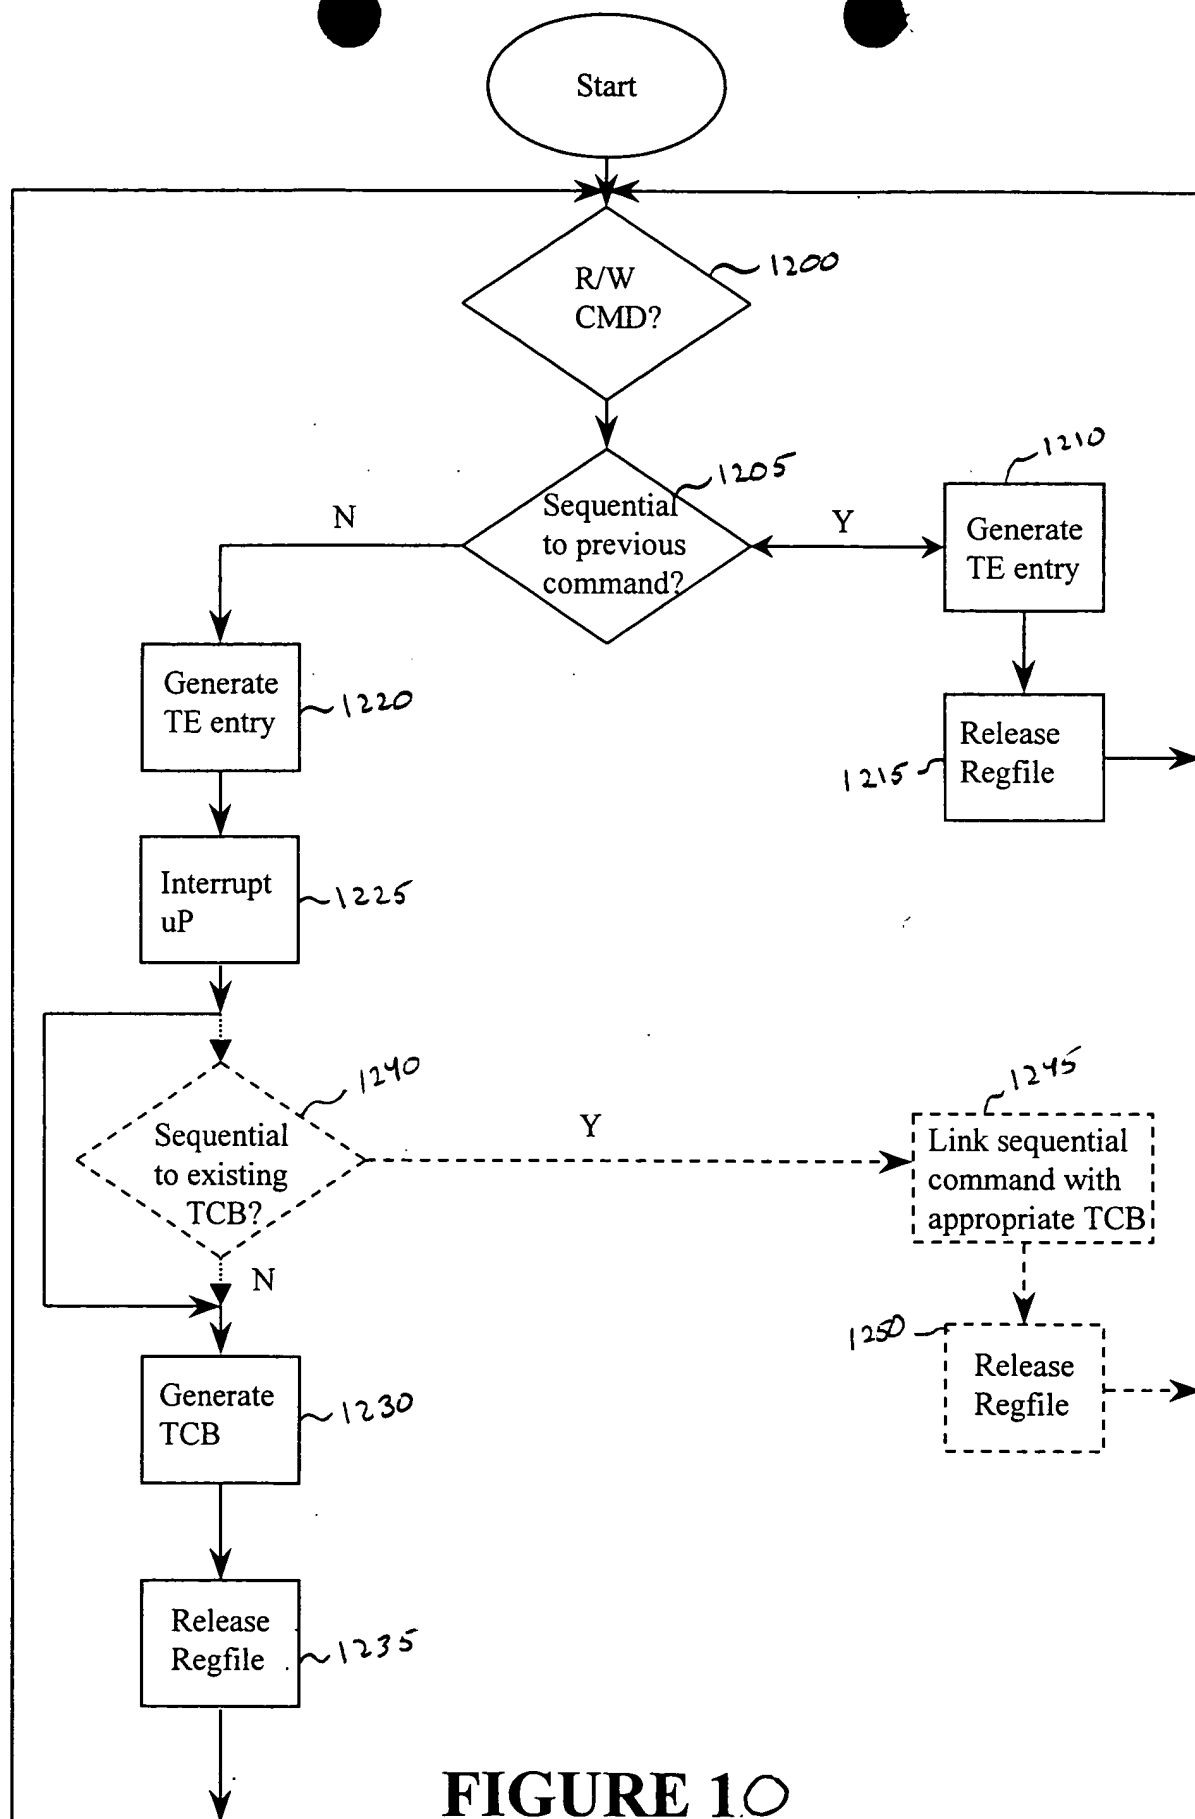 Start
R/W
CMD?
1200
Sequential
to previous
command?
1205
N
Y
1210
Generate
TE entry
Release
Regfile
1215
Generate
TE entry
1220
Interrupt
uP
1225
Sequential
to existing
TCB?
1240
Y
N
1245
Link sequential
command with
appropriate TCB
1250
Release
Regfile
Generate
TCB
1230
Release
Regfile
1235
FIGURE 10